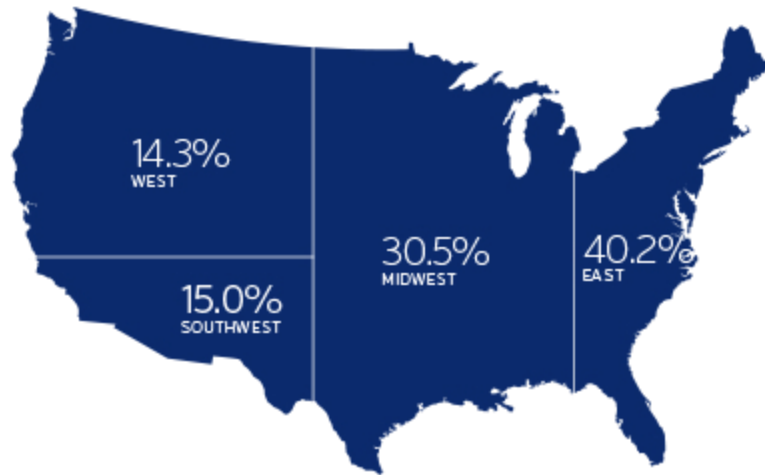 14.3%
WEST
30.5%
MIDWEST
40.2%
EAST
15.0%
SOUTHWEST